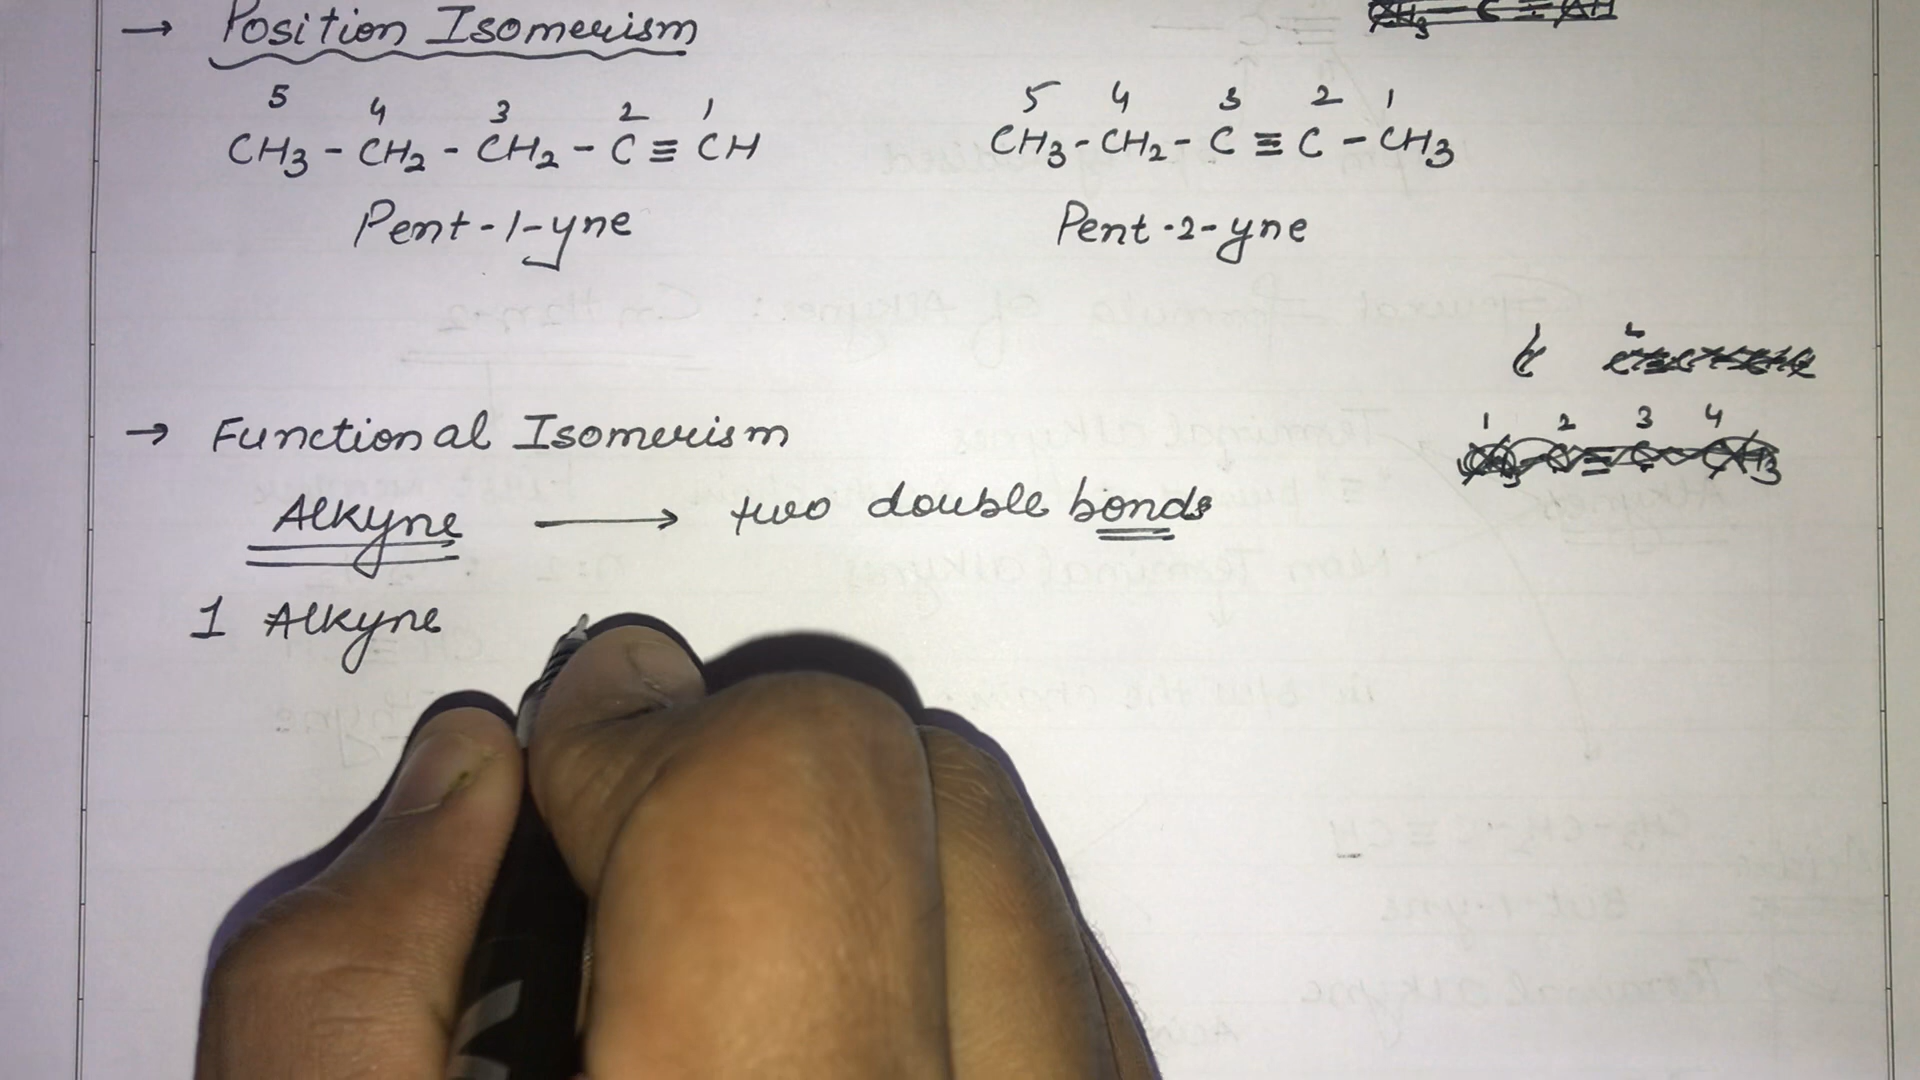 → Position Isomerism
5 4 3 2 1
CH3 - CH2 - CH2 - C ≡ CH
Pent-1-yne
5 4 3 2 1
CH3 - CH2 - C ≡ C - CH3
Pent-2-yne
→ Functional Isomerism
1 2 3 4
Alkyne → two double bonds
1 Alkyne